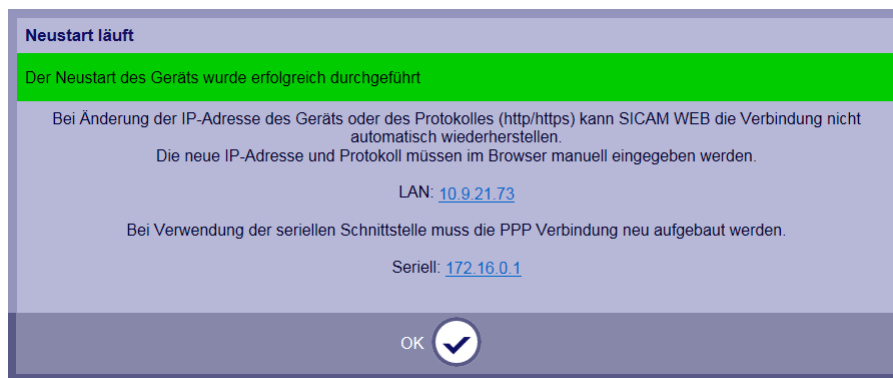 Neustart läuft
Der Neustart des Geräts wurde erfolgreich durchgeführt
Bei Änderung der IP-Adresse des Geräts oder des Protokolles (http/https) kann SICAM WEB die Verbindung nicht
automatisch wiederherstellen.
Die neue IP-Adresse und Protokoll müssen im Browser manuell eingegeben werden.
LAN: 10.9.21.73
Bei Verwendung der seriellen Schnittstelle muss die PPP Verbindung neu aufgebaut werden.
Seriell: 172.16.0.1
OK